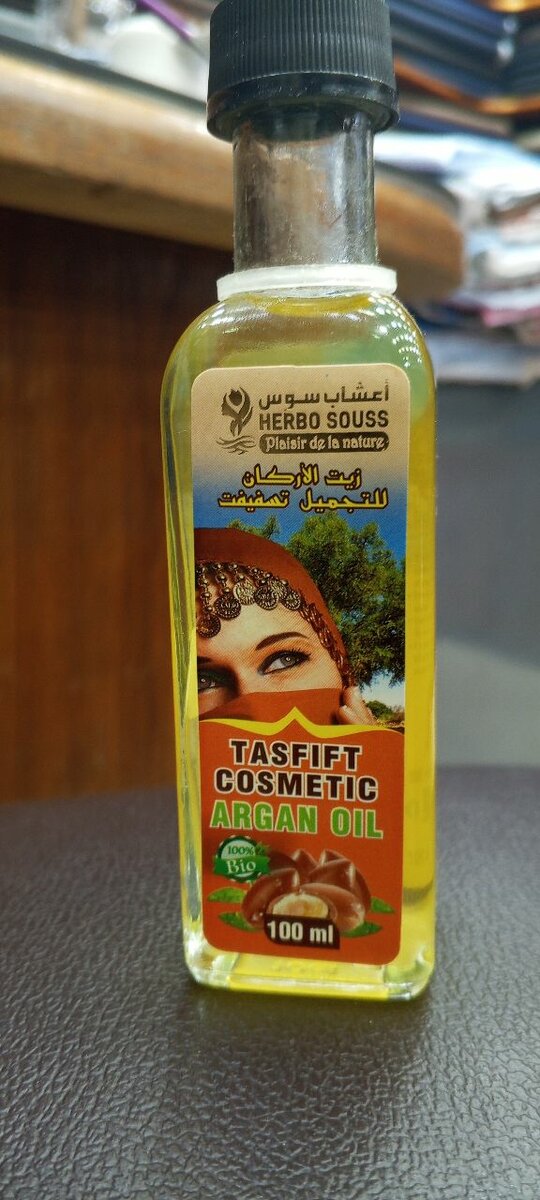 أعشاب سوس
HERBO SOUSS
Plaisir de la nature
زيت الأركان
للتجميل تسفيفت
TASFIFT
COSMETIC
ARGAN OIL
100%
Bio
100 ml